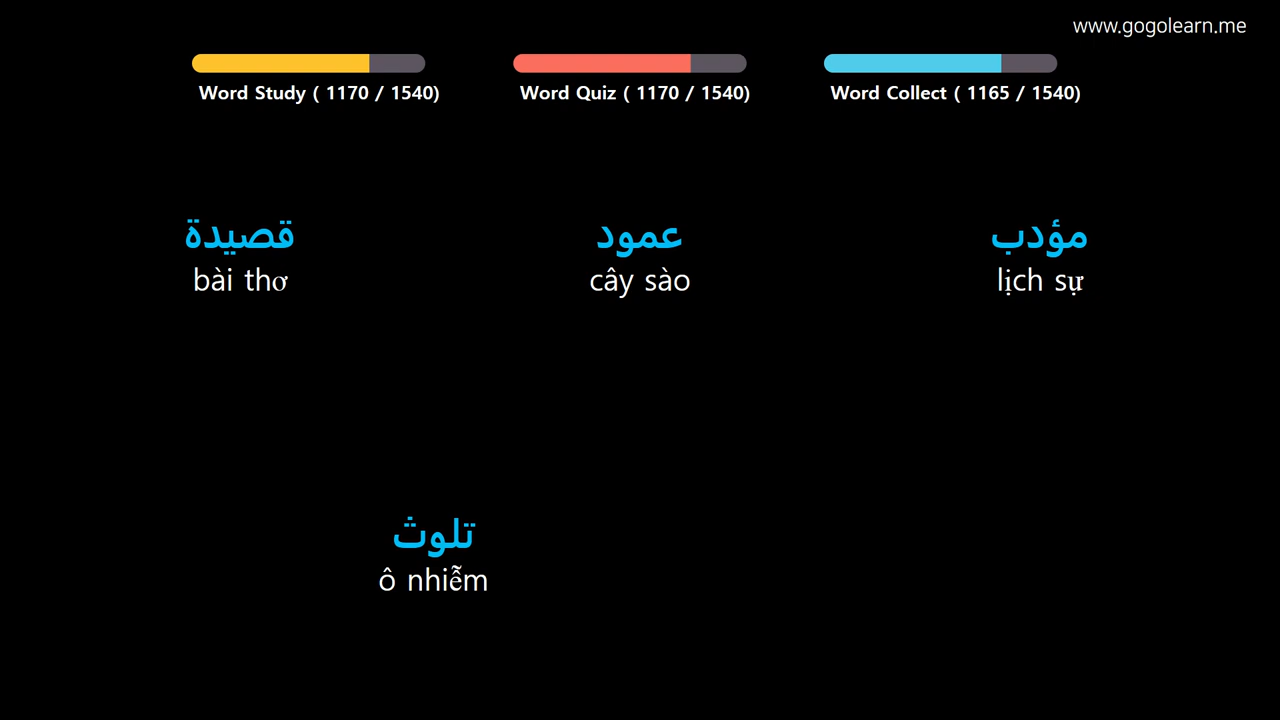 www.gogolearn.me
Word Study ( 1170 / 1540)
Word Quiz ( 1170 / 1540)
Word Collect ( 1165 / 1540)
قصيدة
bài thơ
عمود
cây sào
مؤدب
lịch sự
تلوث
ô nhiễm